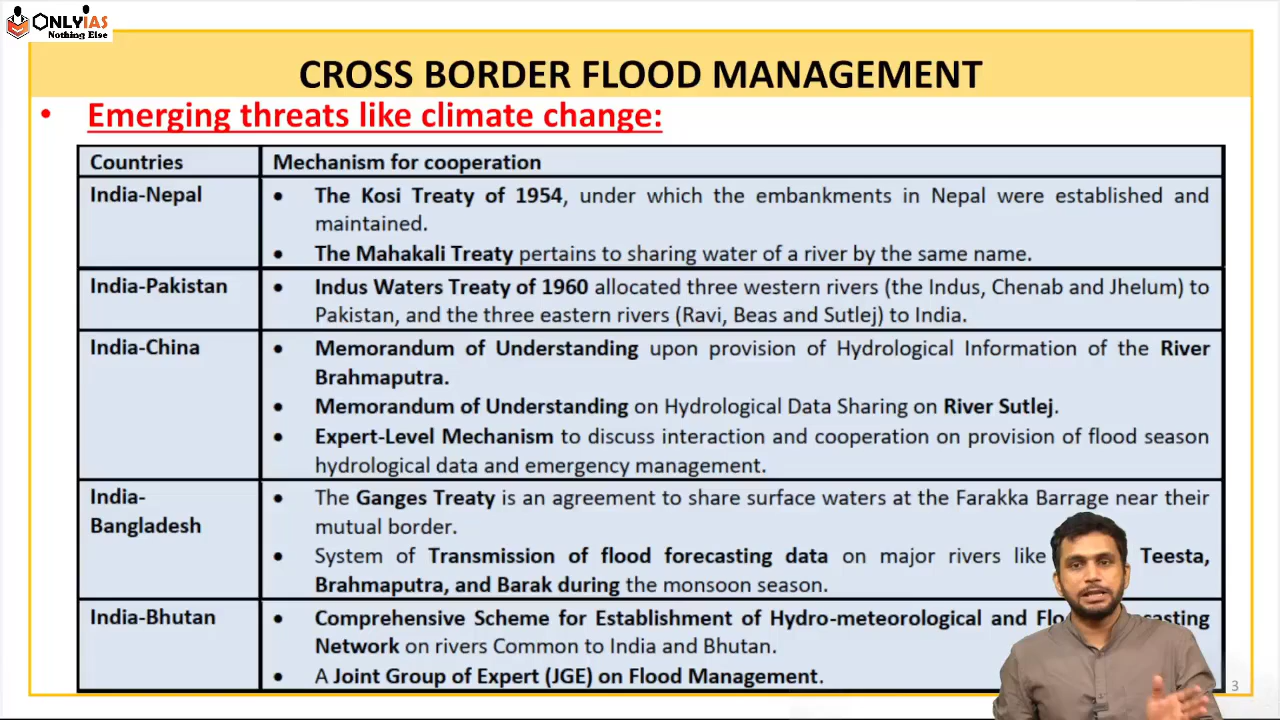 ONLYIAS
Nothing Else
CROSS BORDER FLOOD MANAGEMENT
• Emerging threats like climate change:
Countries Mechanism for cooperation
India-Nepal • The Kosi Treaty of 1954, under which the embankments in Nepal were established and
maintained.
• The Mahakali Treaty pertains to sharing water of a river by the same name.
India-Pakistan • Indus Waters Treaty of 1960 allocated three western rivers (the Indus, Chenab and Jhelum) to
Pakistan, and the three eastern rivers (Ravi, Beas and Sutlej) to India.
India-China • Memorandum of Understanding upon provision of Hydrological Information of the River
Brahmaputra.
• Memorandum of Understanding on Hydrological Data Sharing on River Sutlej.
• Expert-Level Mechanism to discuss interaction and cooperation on provision of flood season
hydrological data and emergency management.
India-
Bangladesh
• The Ganges Treaty is an agreement to share surface waters at the Farakka Barrage near their
mutual border.
• System of Transmission of flood forecasting data on major rivers like Teesta,
Brahmaputra, and Barak during the monsoon season.
India-Bhutan • Comprehensive Scheme for Establishment of Hydro-meteorological and
Network on rivers Common to India and Bhutan.
• A Joint Group of Expert (JGE) on Flood Management.
3